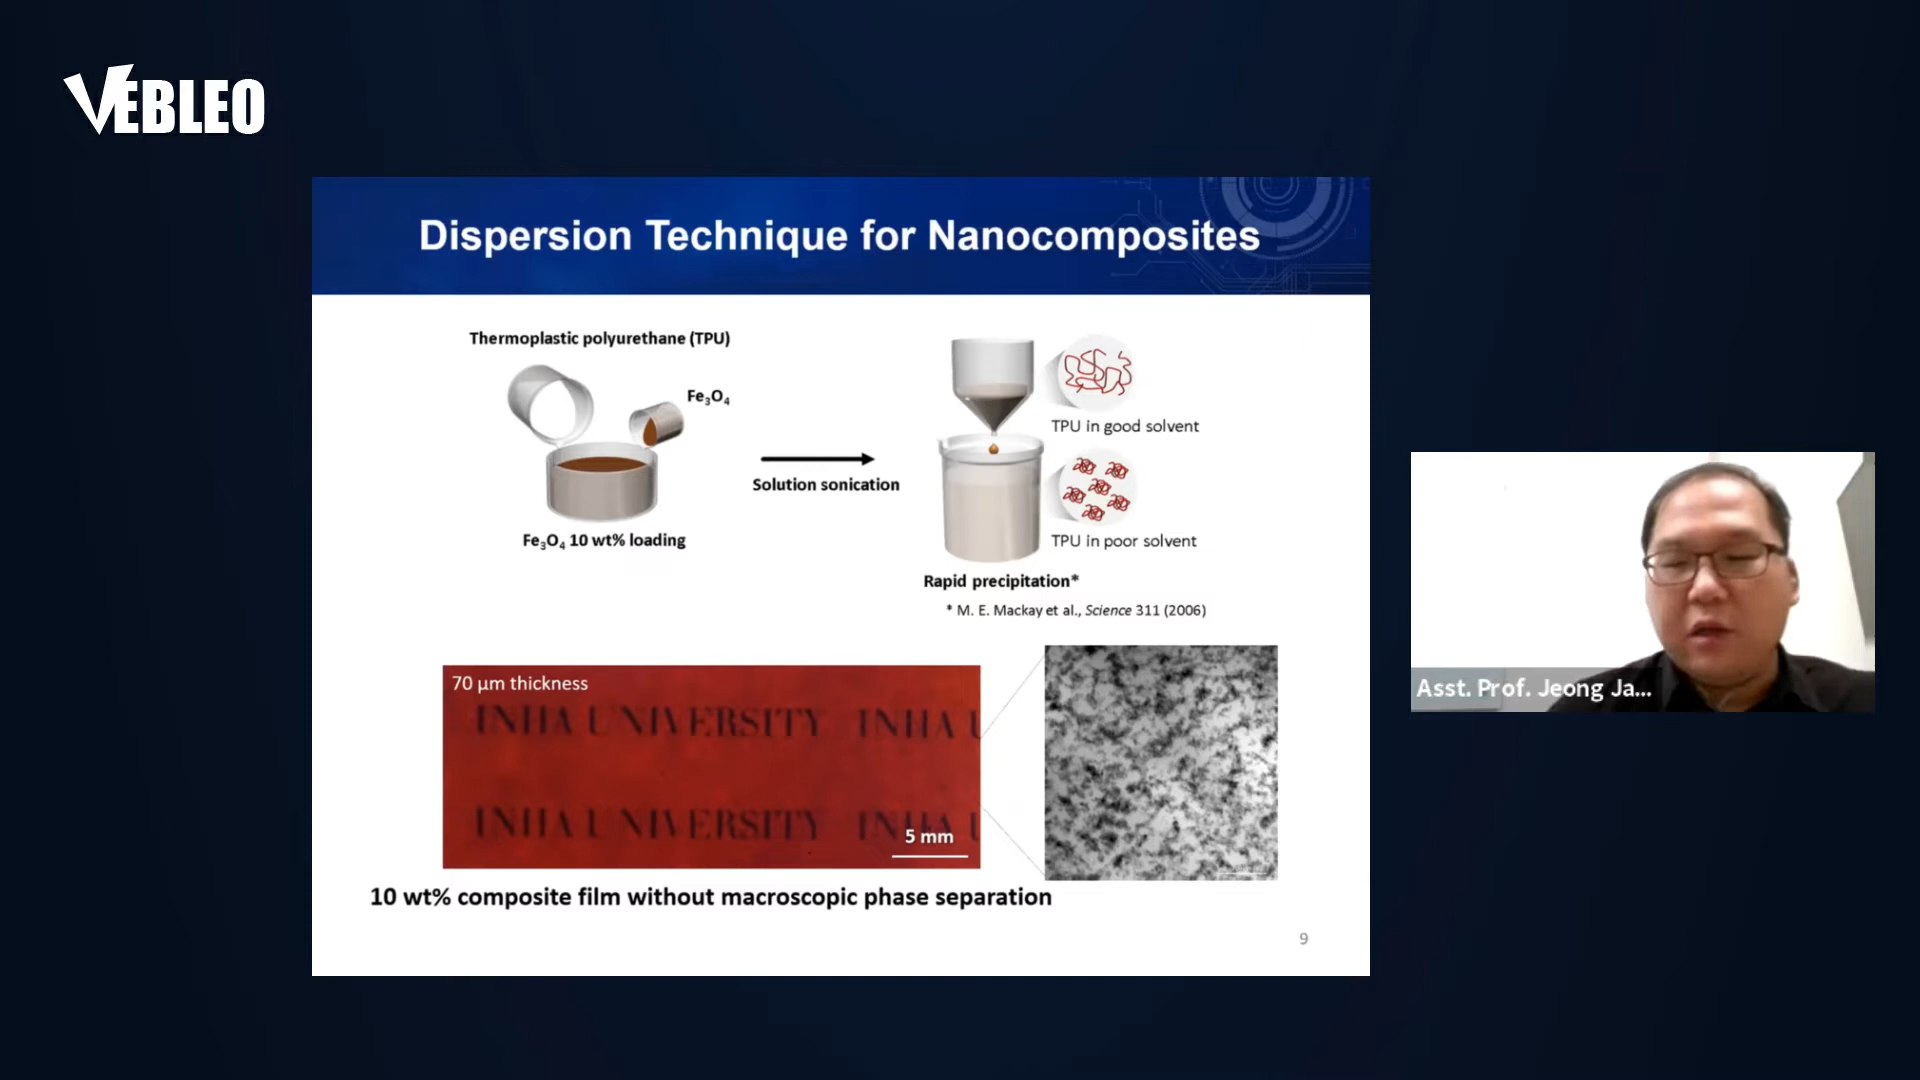 VEBLEO
Dispersion Technique for Nanocomposites
Thermoplastic polyurethane (TPU)
Fe₃O₄
Fe₃O₄ 10 wt% loading
Solution sonication
TPU in good solvent
TPU in poor solvent
Rapid precipitation*
* M. E. Mackay et al., Science 311 (2006)
70 μm thickness
INHA UNIVERSITY INHA U
INHA UNIVERSITY INHA U
5 mm
10 wt% composite film without macroscopic phase separation
9
Asst. Prof. Jeong Ja...